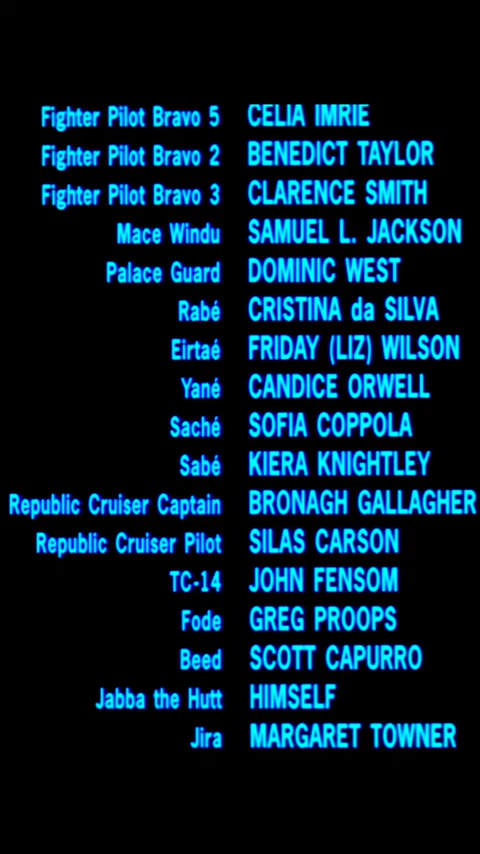 Fighter Pilot Bravo 5 CELIA IMRIE
Fighter Pilot Bravo 2 BENEDICT TAYLOR
Fighter Pilot Bravo 3 CLARENCE SMITH
Mace Windu SAMUEL L. JACKSON
Palace Guard DOMINIC WEST
Rabé CRISTINA da SILVA
Eirtaé FRIDAY (LIZ) WILSON
Yané CANDICE ORWELL
Saché SOFIA COPPOLA
Sabé KIERA KNIGHTLEY
Republic Cruiser Captain BRONAGH GALLAGHER
Republic Cruiser Pilot SILAS CARSON
TC-14 JOHN FENSOM
Fode GREG PROOPS
Beed SCOTT CAPURRO
Jabba the Hutt HIMSELF
Jira MARGARET TOWNER